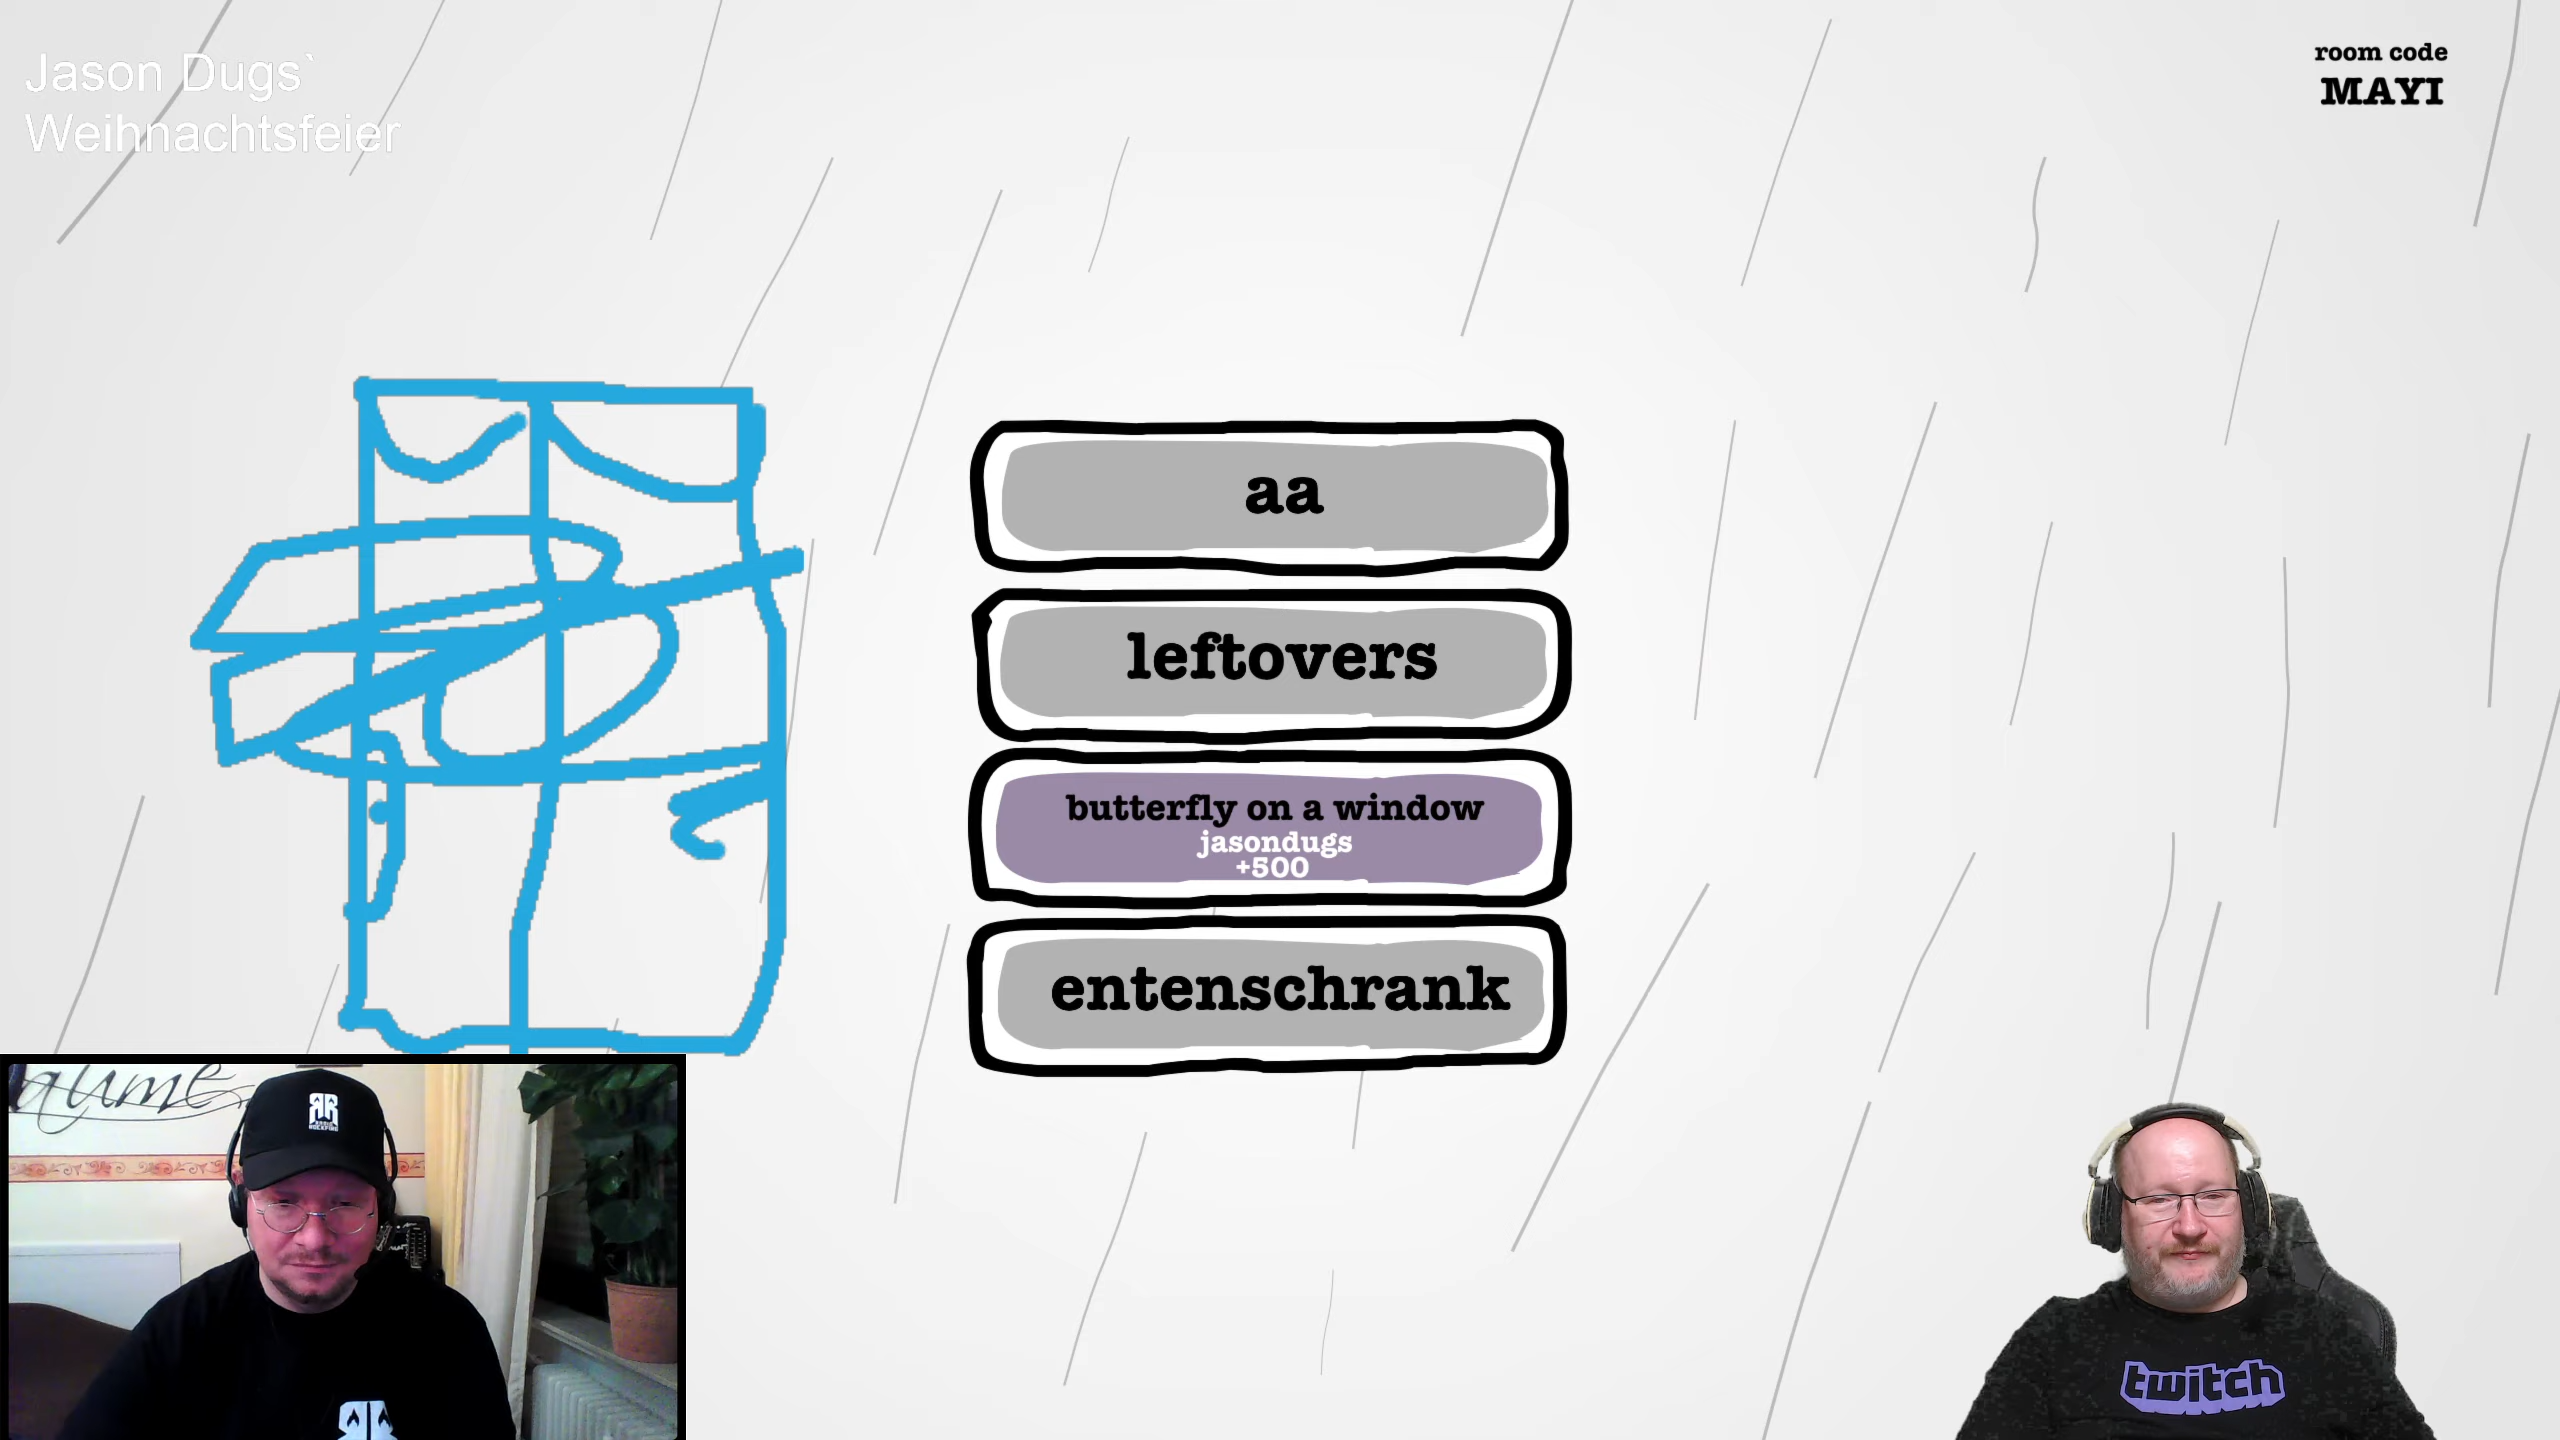 Jason Dugs`
Weihnachtsfeier
room code
MAYI
aa
leftovers
butterfly on a window
jasondugs
+500
entenschrank
twitch